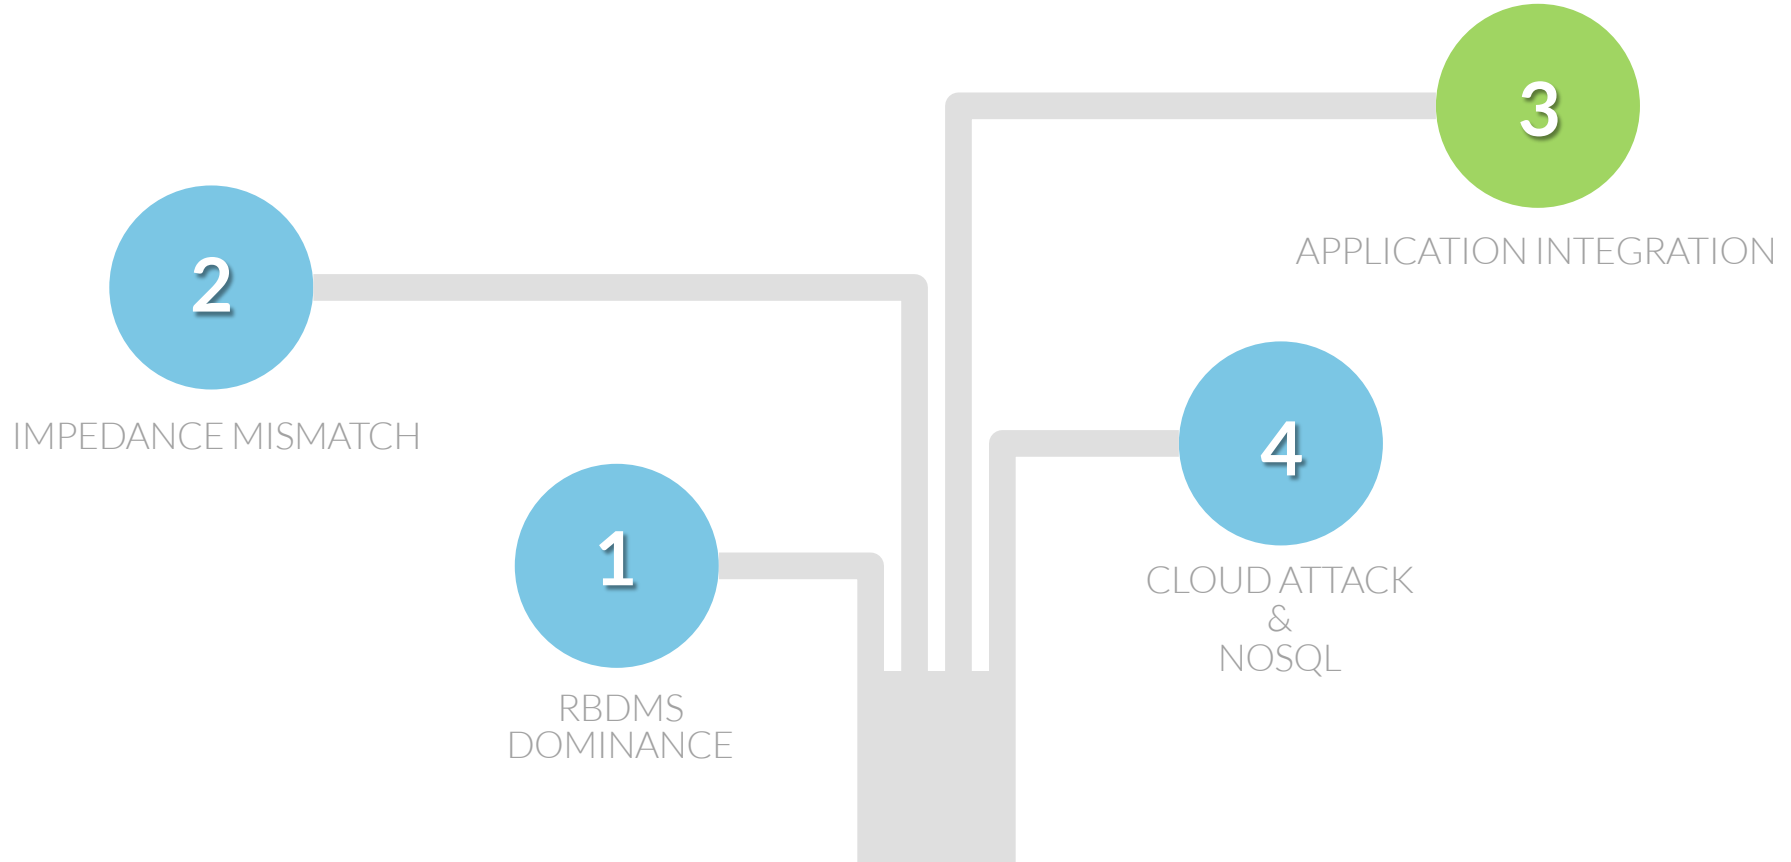 3
APPLICATION INTEGRATION
2
IMPEDANCE MISMATCH
4
CLOUD ATTACK
&
NOSQL
1
RBDMS
DOMINANCE